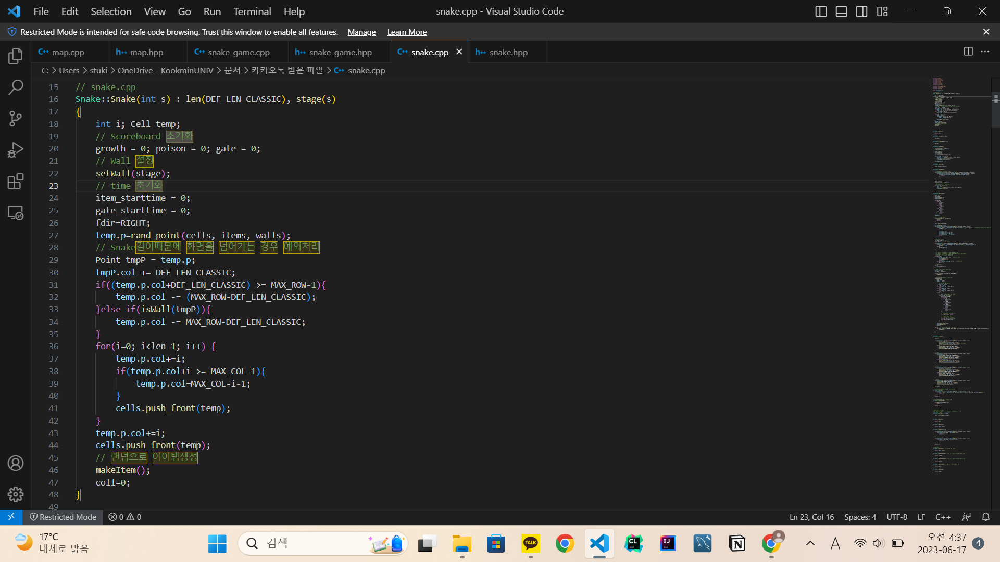 File Edit Selection View Go Run Terminal Help
snake.cpp - Visual Studio Code
Restricted Mode is intended for safe code browsing. Trust this window to enable all features. Manage Learn More
C++ map.cpp h++ map.hpp C++ snake_game.cpp h++ snake_game.hpp C++ snake.cpp h++ snake.hpp
C: > Users > stuki > OneDrive - KookminUNIV > 문서 > 카카오톡 받은 파일 > C++ snake.cpp
15 // snake.cpp
16 Snake::Snake(int s) : len(DEF_LEN_CLASSIC), stage(s)
17 {
18 int i; Cell temp;
19 // Scoreboard 초기화
20 growth = 0; poison = 0; gate = 0;
21 // Wall 설정
22 setWall(stage);
23 // time 초기화
24 item_starttime = 0;
25 gate_starttime = 0;
26 fdir=RIGHT;
27 temp.p=rand_point(cells, items, walls);
28 // Snake길이때문에 화면을 넘어가는 경우 예외처리
29 Point tmpP = temp.p;
30 tmpP.col += DEF_LEN_CLASSIC;
31 if((temp.p.col+DEF_LEN_CLASSIC) >= MAX_ROW-1){
32 temp.p.col -= (MAX_ROW-DEF_LEN_CLASSIC);
33 }else if(isWall(tmpP)){
34 temp.p.col -= MAX_ROW-DEF_LEN_CLASSIC;
35 }
36 for(i=0; i<len-1; i++) {
37 temp.p.col+=i;
38 if(temp.p.col+i >= MAX_COL-1){
39 temp.p.col=MAX_COL-i-1;
40 }
41 cells.push_front(temp);
42 }
43 temp.p.col+=i;
44 cells.push_front(temp);
45 // 랜덤으로 아이템생성
46 makeItem();
47 coll=0;
48 }
49
Restricted Mode 0 0 Ln 23, Col 16 Spaces: 4 UTF-8 LF C++
17°C
대체로 맑음
검색
TALK
CL
IJ
N
A
오전 4:37
2023-06-17
4